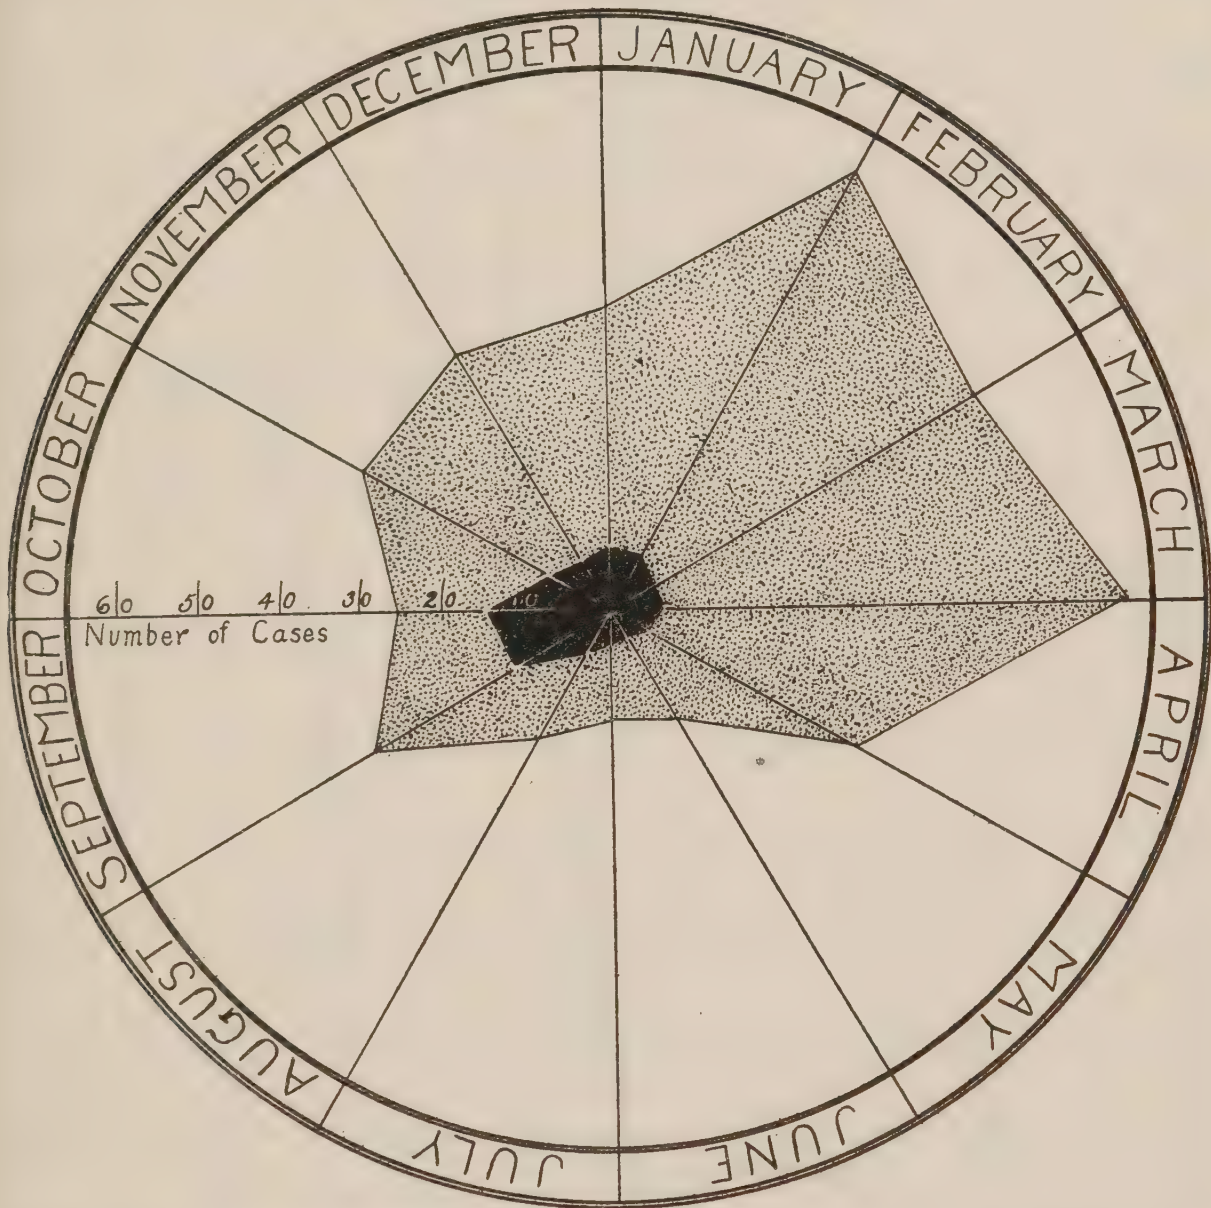 JANUARY
FEBRUARY
MARCH
APRIL
MAY
JUNE
JULY
AUGUST
SEPTEMBER
OCTOBER
NOVEMBER
DECEMBER
60 50 40 30 20 10
Number of Cases